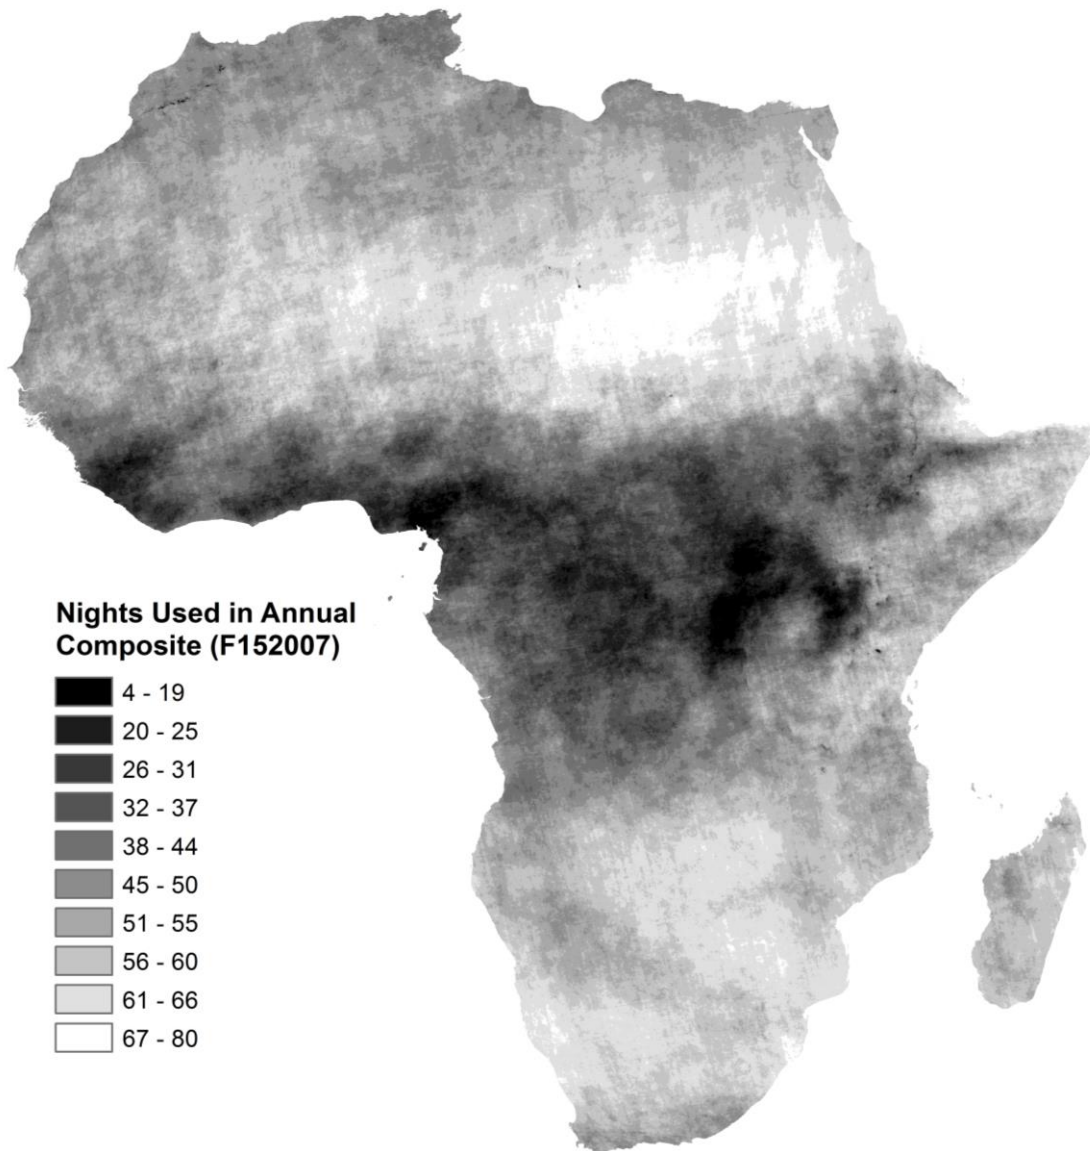 Nights Used in Annual
Composite (F152007)
4 - 19
20 - 25
26 - 31
32 - 37
38 - 44
45 - 50
51 - 55
56 - 60
61 - 66
67 - 80